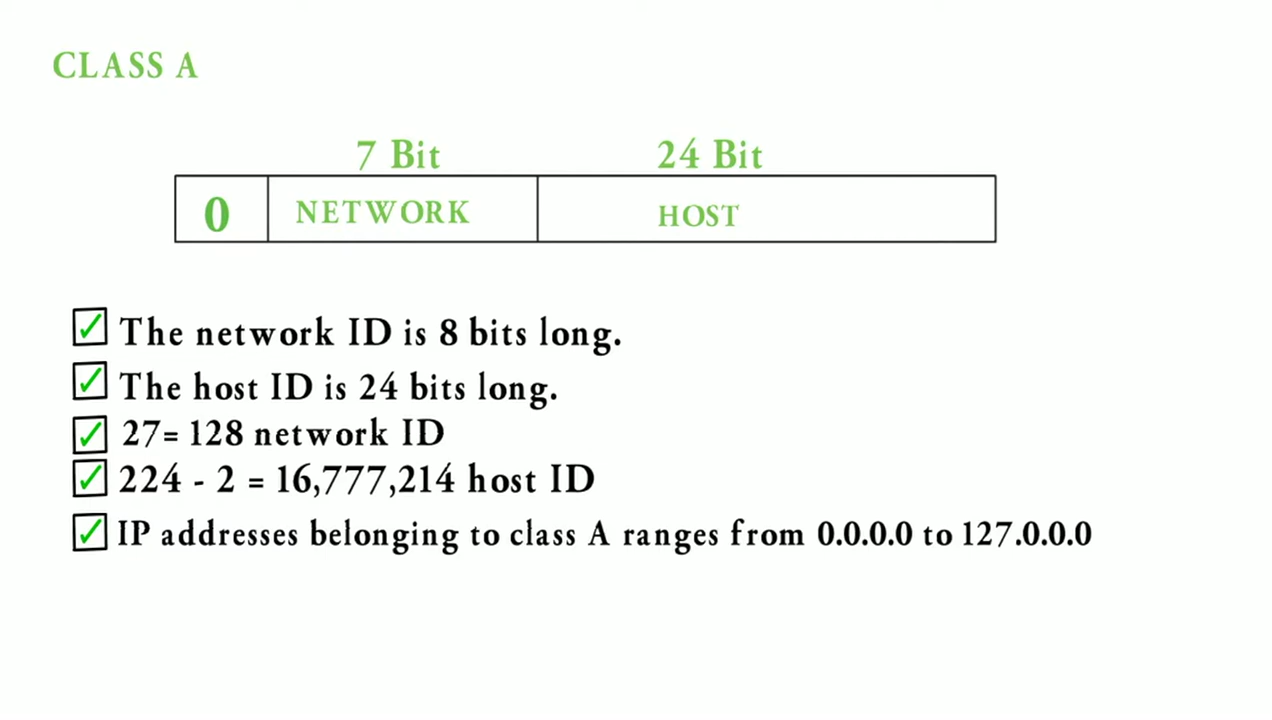 CLASS A
7 Bit 24 Bit
0 NETWORK HOST
The network ID is 8 bits long.
The host ID is 24 bits long.
27= 128 network ID
224 - 2 = 16,777,214 host ID
IP addresses belonging to class A ranges from 0.0.0.0 to 127.0.0.0